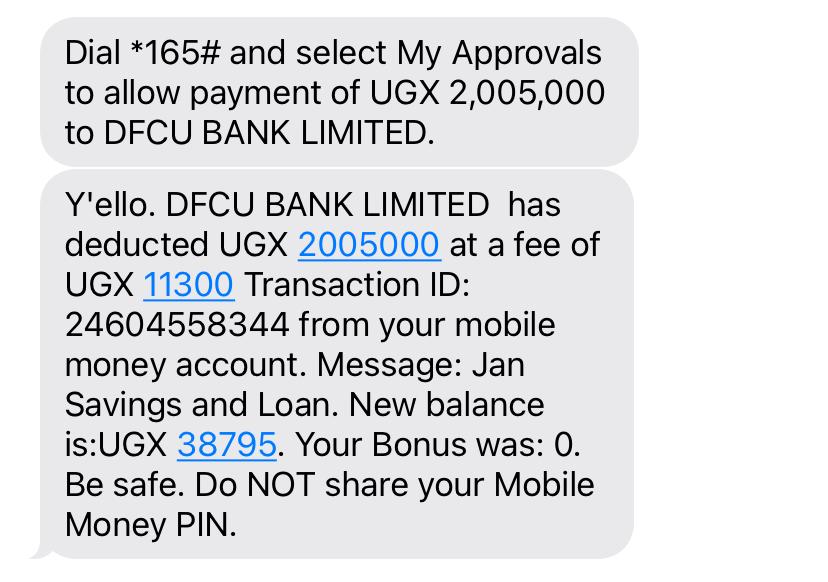 Dial *165# and select My Approvals
to allow payment of UGX 2,005,000
to DFCU BANK LIMITED.
Y'ello. DFCU BANK LIMITED  has
deducted UGX 2005000 at a fee of
UGX 11300 Transaction ID:
24604558344 from your mobile
money account. Message: Jan
Savings and Loan. New balance
is:UGX 38795. Your Bonus was: 0.
Be safe. Do NOT share your Mobile
Money PIN.